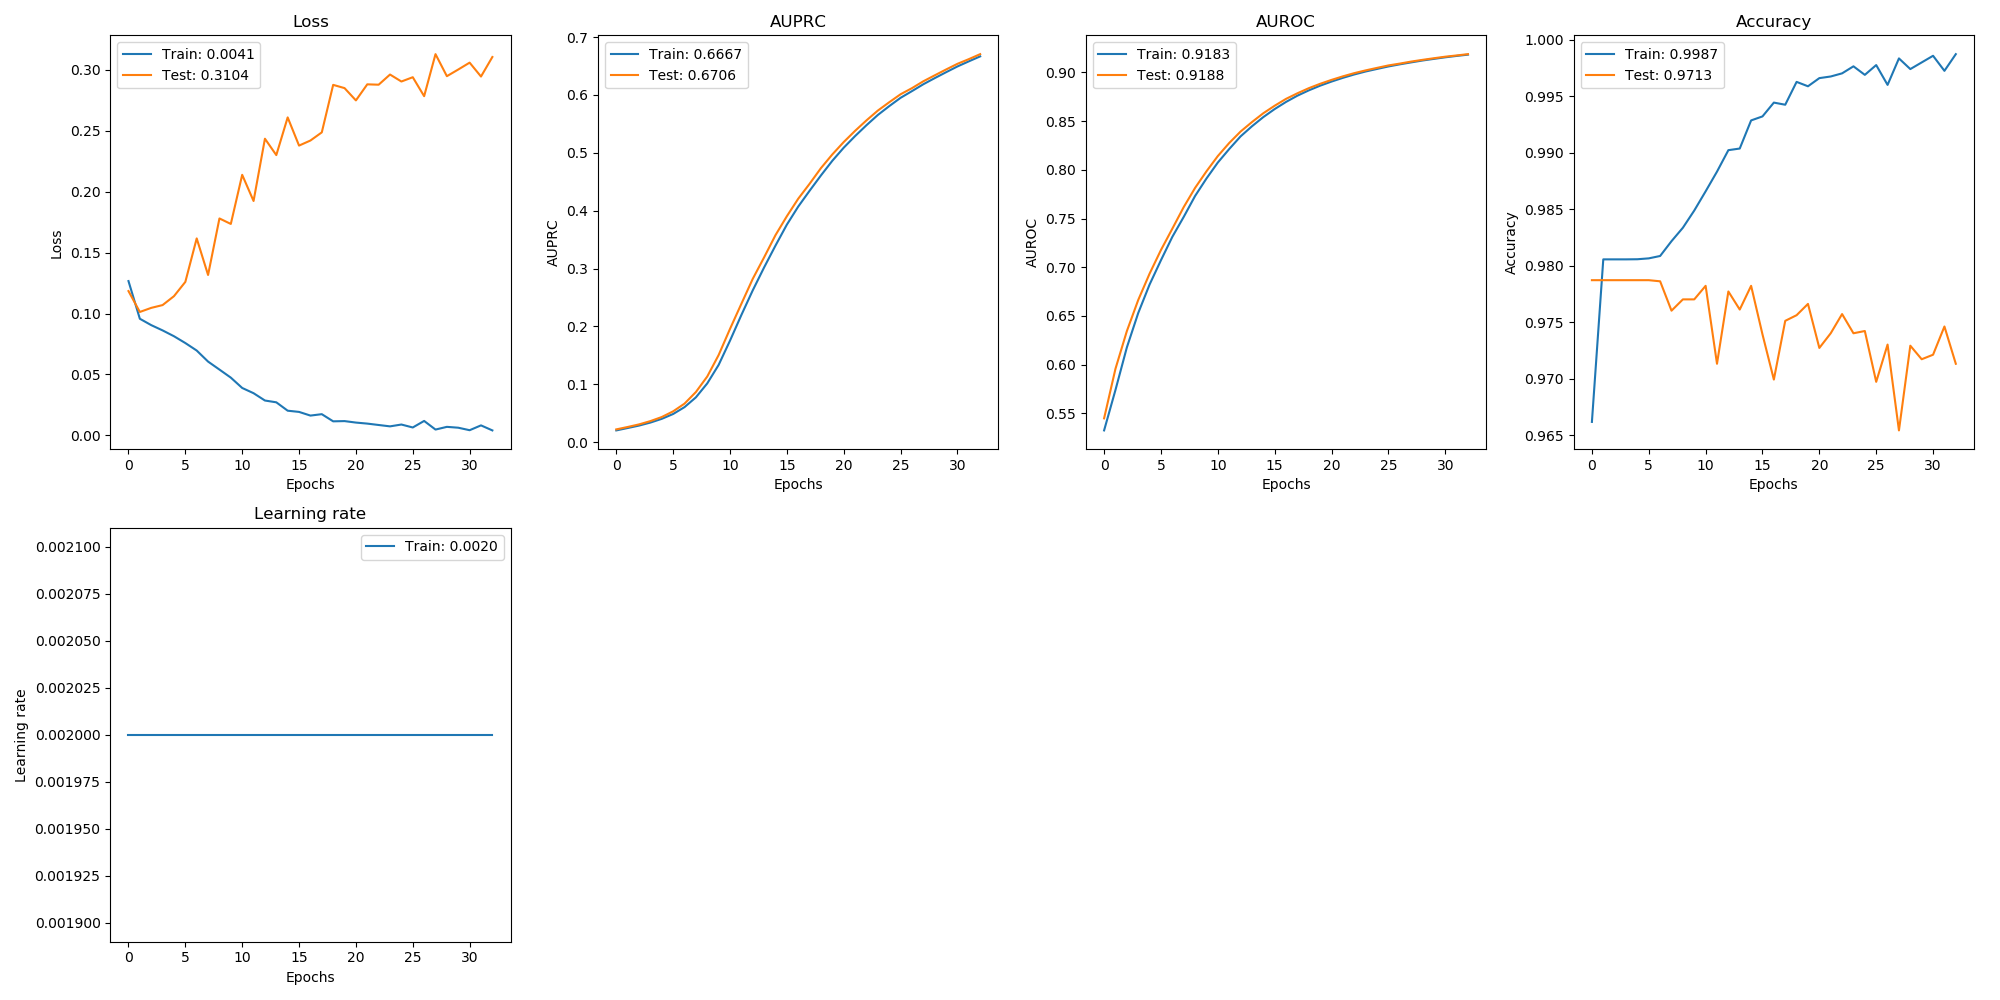 Loss
Train: 0.0041
Test: 0.3104
0.30
0.25
0.20
0.15
0.10
0.05
0.00
Loss
0 5 10 15 20 25 30
Epochs
AUPRC
Train: 0.6667
Test: 0.6706
0.7
0.6
0.5
0.4
0.3
0.2
0.1
0.0
AUPRC
0 5 10 15 20 25 30
Epochs
AUROC
Train: 0.9183
Test: 0.9188
0.90
0.85
0.80
0.75
0.70
0.65
0.60
0.55
AUROC
0 5 10 15 20 25 30
Epochs
Accuracy
Train: 0.9987
Test: 0.9713
1.000
0.995
0.990
0.985
0.980
0.975
0.970
0.965
Accuracy
0 5 10 15 20 25 30
Epochs
Learning rate
Train: 0.0020
0.002100
0.002075
0.002050
0.002025
0.002000
0.001975
0.001950
0.001925
0.001900
Learning rate
0 5 10 15 20 25 30
Epochs